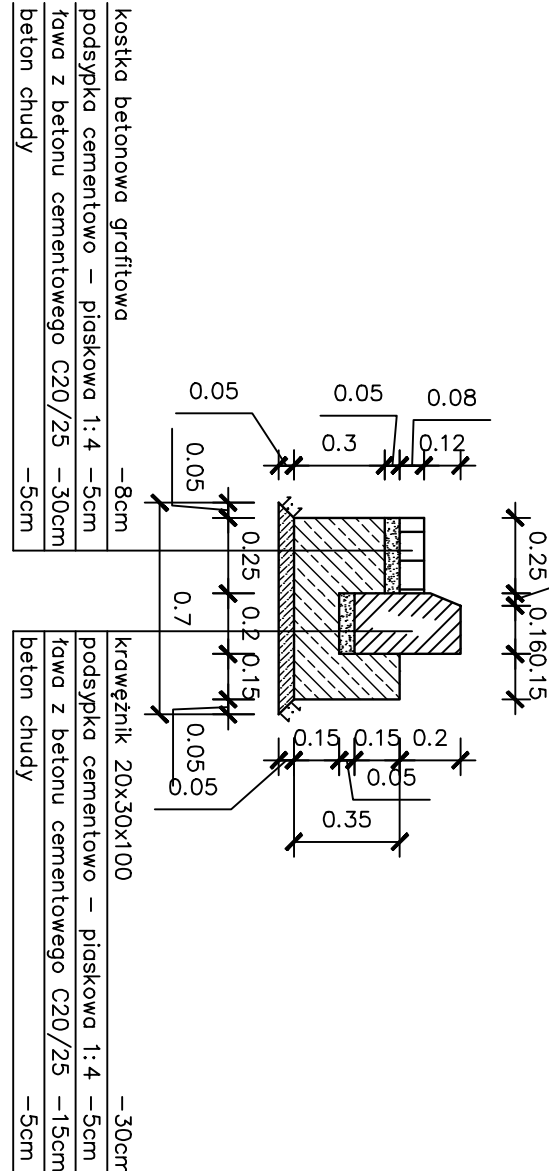 kostka betonowa grafitowa -8cm
podsypka cementowo - piaskowa 1:4 -5cm
ława z betonu cementowego C20/25 -30cm
beton chudy -5cm
krawężnik 20x30x100 -30cm
podsypka cementowo - piaskowa 1:4 -5cm
ława z betonu cementowego C20/25 -15cm
beton chudy -5cm
0.05
0.05
0.08
0.3
0.12
0.05
0.25
0.2
0.15
0.7
0.05
0.25
0.16
0.15
0.15
0.15
0.2
0.05
0.05
0.35